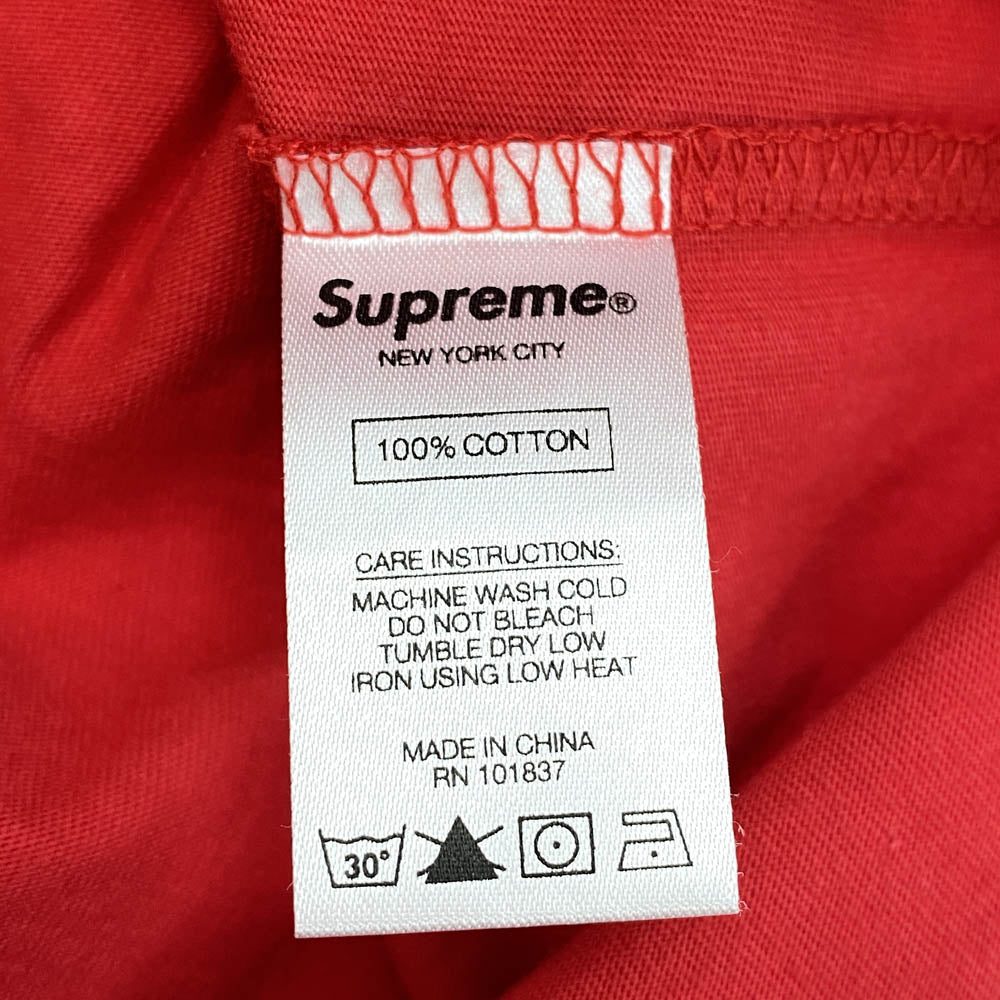 Supreme®
NEW YORK CITY
100% COTTON
CARE INSTRUCTIONS:
MACHINE WASH COLD
DO NOT BLEACH
TUMBLE DRY LOW
IRON USING LOW HEAT
MADE IN CHINA
RN 101837
30°